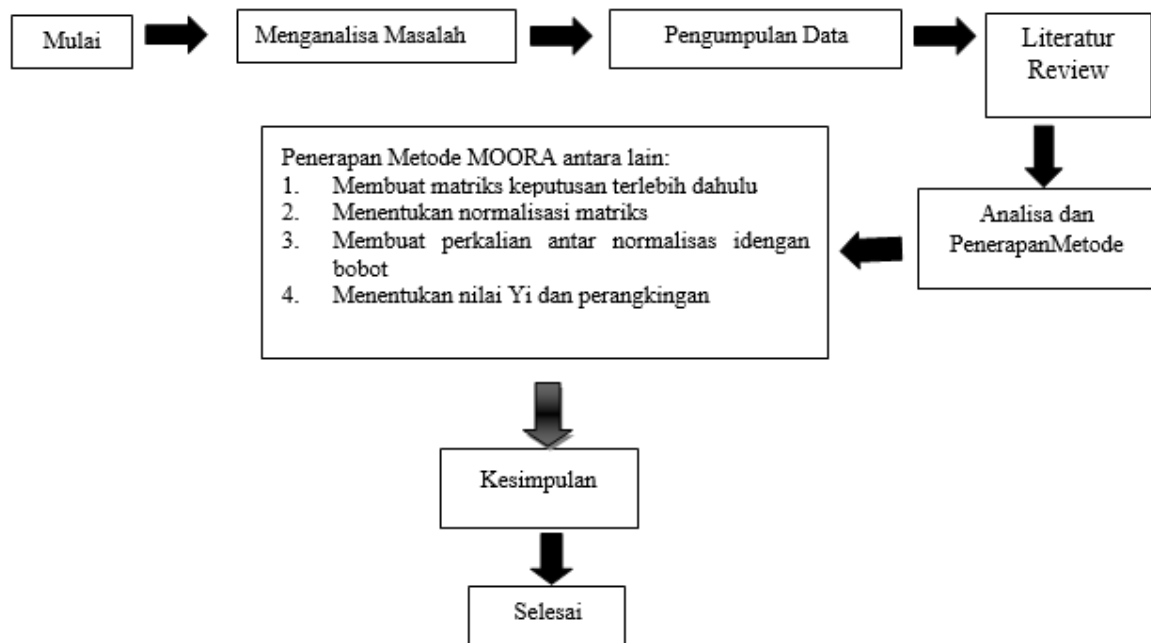 Mulai
Menganalisa Masalah
Pengumpulan Data
Literatur
Review
Analisa dan
PenerapanMetode
Penerapan Metode MOORA antara lain:
1. Membuat matriks keputusan terlebih dahulu
2. Menentukan normalisasi matriks
3. Membuat perkalian antar normalisas idengan
bobot
4. Menentukan nilai Yi dan perangkingan
Kesimpulan
Selesai